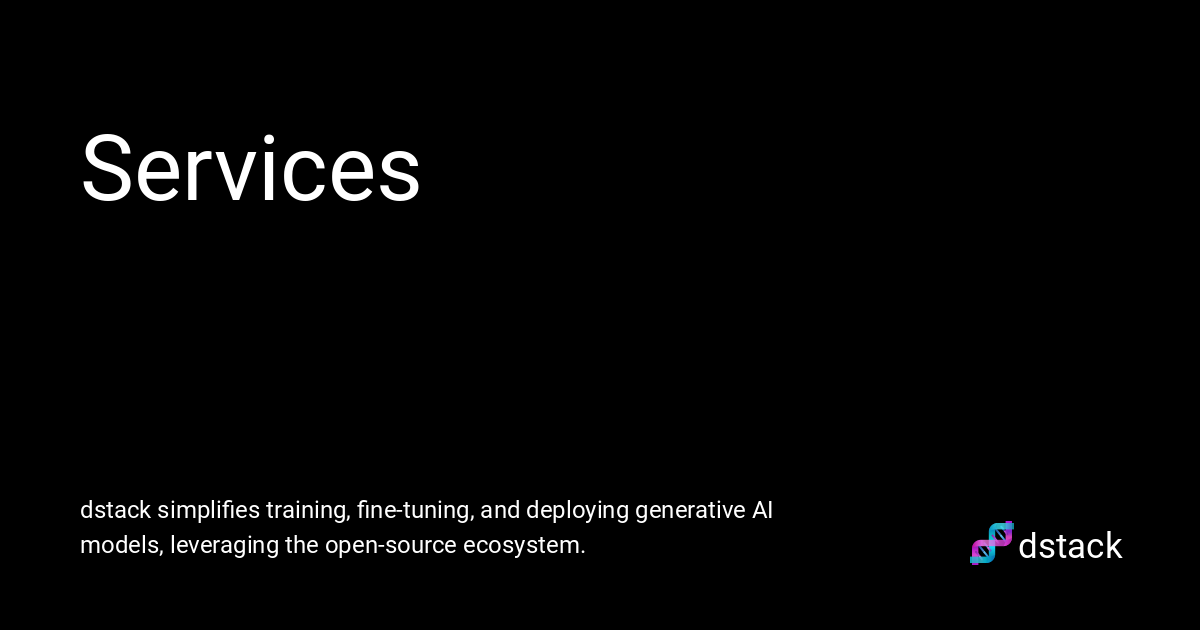 Services
dstack simplifies training, fine-tuning, and deploying generative AI
models, leveraging the open-source ecosystem.
dstack